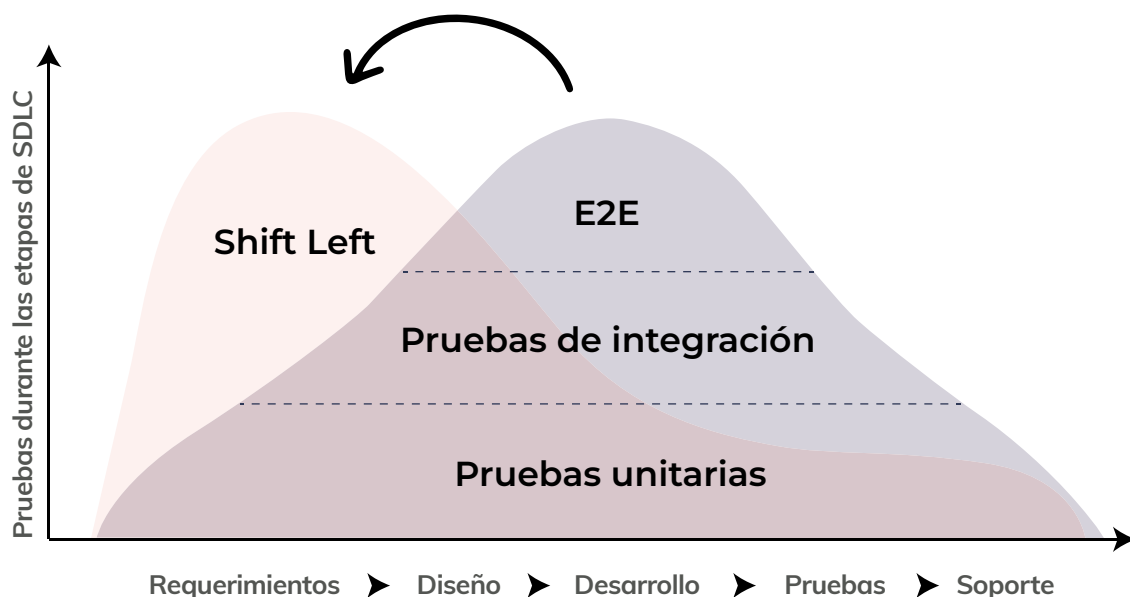 Pruebas durante las etapas de SDLC
Shift Left
E2E
Pruebas de integración
Pruebas unitarias
Requerimientos
Diseño
Desarrollo
Pruebas
Soporte